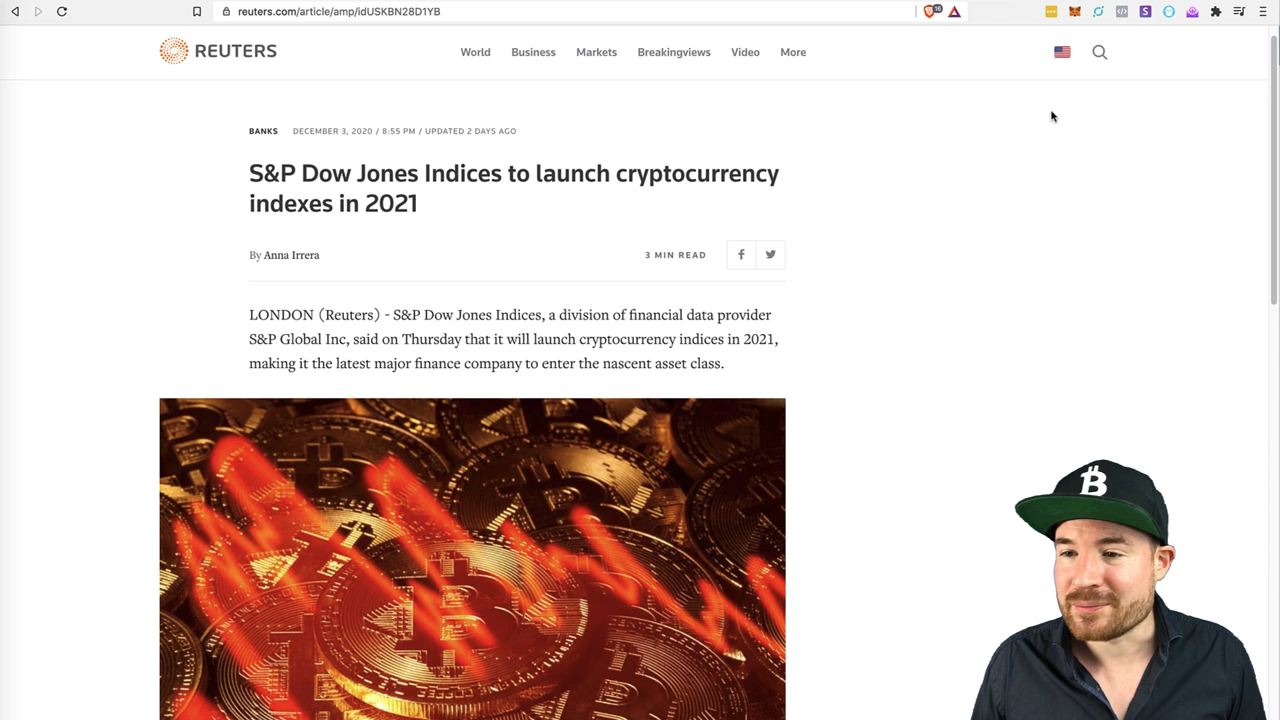 reuters.com/article/amp/idUSKBN28D1YB
REUTERS
World Business Markets Breakingviews Video More
BANKS DECEMBER 3, 2020 / 8:55 PM / UPDATED 2 DAYS AGO
S&P Dow Jones Indices to launch cryptocurrency
indexes in 2021
By Anna Irrera
3 MIN READ
LONDON (Reuters) - S&P Dow Jones Indices, a division of financial data provider
S&P Global Inc, said on Thursday that it will launch cryptocurrency indices in 2021,
making it the latest major finance company to enter the nascent asset class.